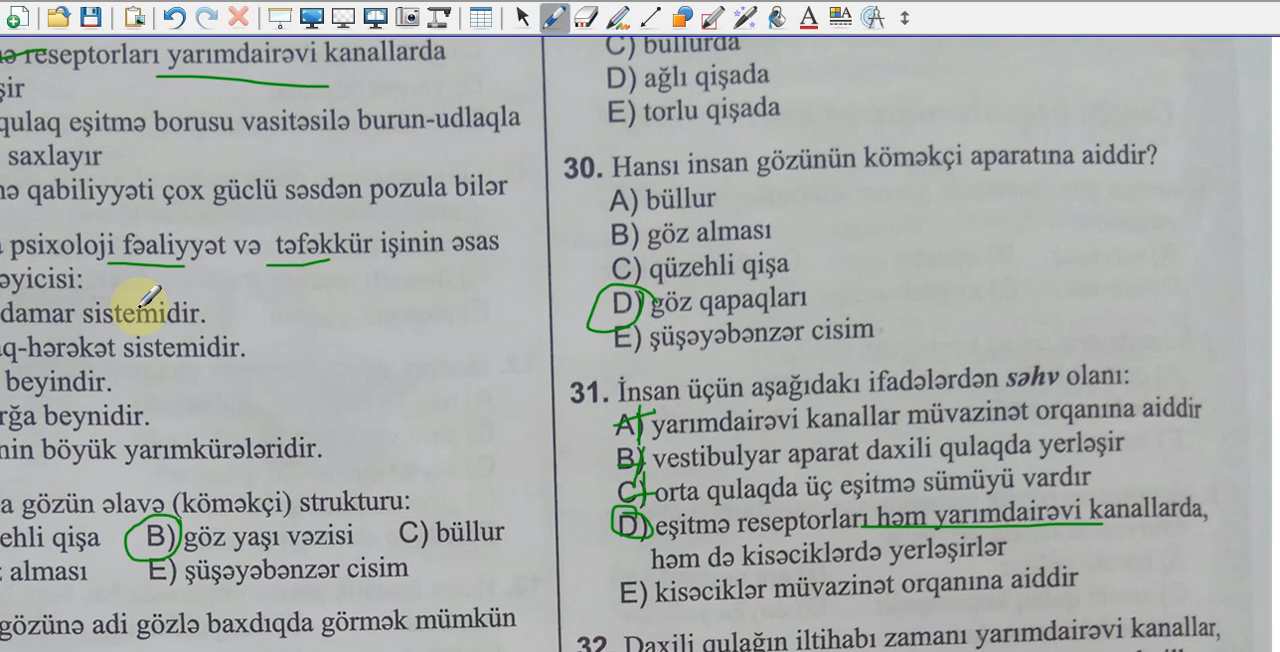 reseptorları yarımdairəvi kanallarda
şir
qulaq eşitmə borusu vasitəsilə burun-udlaqla
saxlayır
qabiliyyəti çox güclü səsdən pozula bilər
psixoloji fəaliyyət və təfəkkür işinin əsas
əyicisi:
damar sistemidir.
q-hərəkət sistemidir.
beyindir.
rğa beynidir.
nin böyük yarımkürələridir.
a gözün əlavə (köməkçi) strukturu:
ehli qişa B) göz yaşı vəzisi C) büllur
alması E) şüşəyəbənzər cisim
gözünə adi gözlə baxdıqda görmək mümkün
C) büllurda
D) ağlı qişada
E) torlu qişada
30. Hansı insan gözünün köməkçi aparatına aiddir?
A) büllur
B) göz alması
C) qüzehli qişa
D) göz qapaqları
E) şüşəyəbənzər cisim
31. İnsan üçün aşağıdakı ifadələrdən səhv olanı:
A) yarımdairəvi kanallar müvazinət orqanına aiddir
B) vestibulyar aparat daxili qulaqda yerləşir
C) orta qulaqda üç eşitmə sümüyü vardır
D) eşitmə reseptorları həm yarımdairəvi kanallarda,
həm də kisəciklərdə yerləşirlər
E) kisəciklər müvazinət orqanına aiddir
32. Daxili qulağın iltihabı zamanı yarımdairəvi kanallar,